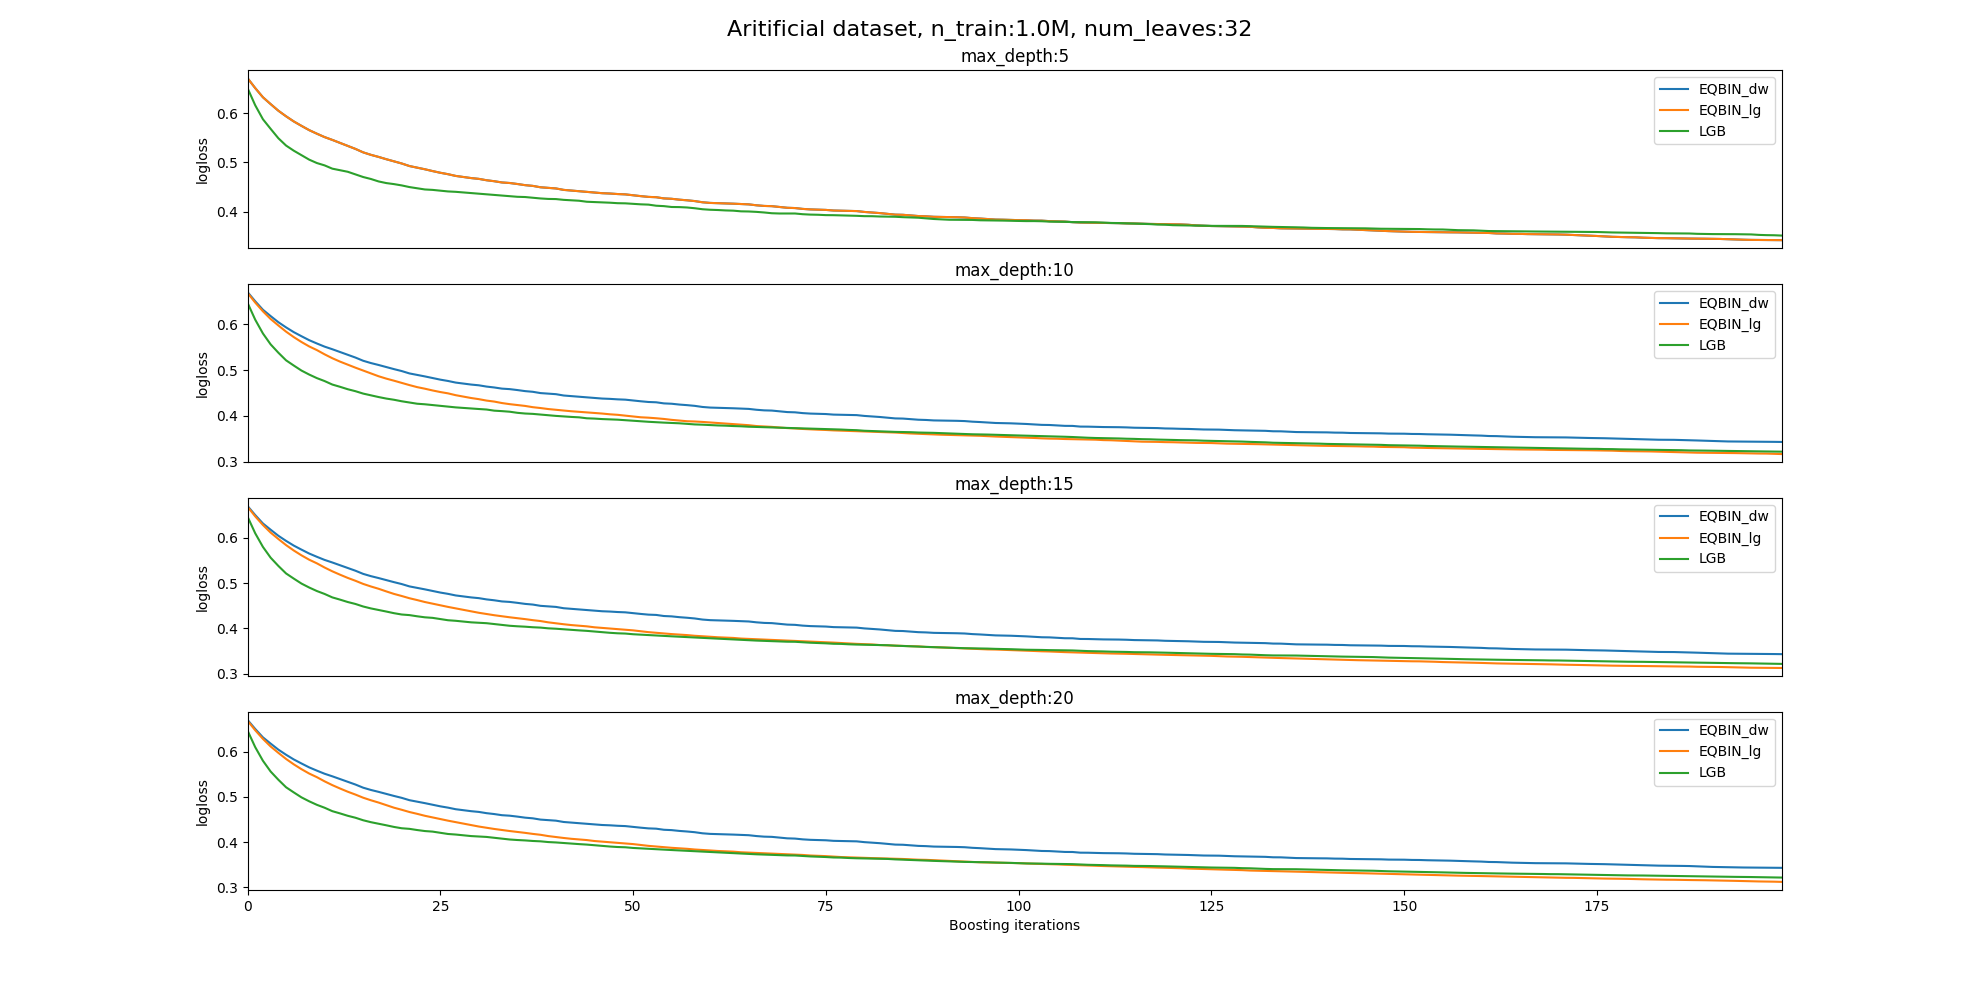 Aritificial dataset, n_train:1.0M, num_leaves:32
max_depth:5
EQBIN_dw
EQBIN_lg
LGB
0.6
0.5
0.4
logloss
max_depth:10
EQBIN_dw
EQBIN_lg
LGB
0.6
0.5
0.4
0.3
logloss
max_depth:15
EQBIN_dw
EQBIN_lg
LGB
0.6
0.5
0.4
0.3
logloss
max_depth:20
EQBIN_dw
EQBIN_lg
LGB
0.6
0.5
0.4
0.3
logloss
0 25 50 75 100 125 150 175
Boosting iterations